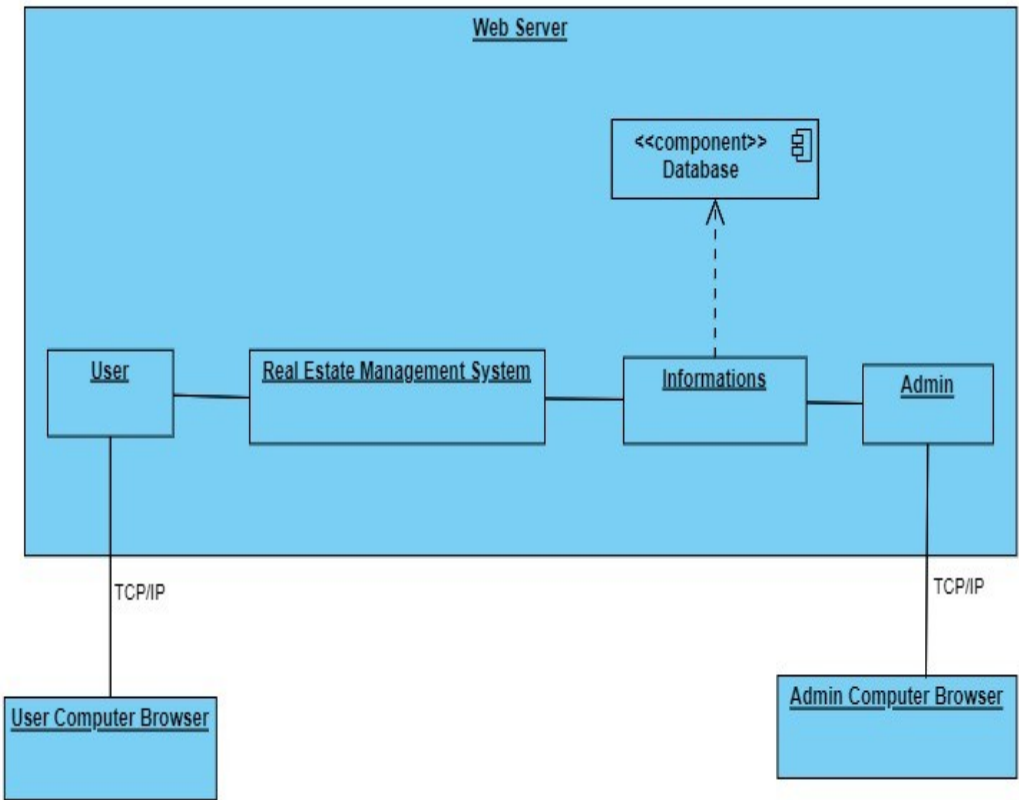 Web Server
<<component>>
Database
User
Real Estate Management System
Informations
Admin
TCP/IP
TCP/IP
User Computer Browser
Admin Computer Browser